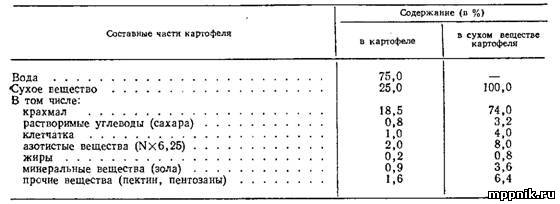 Составные части картофеля
Содержание (в %)
в картофеле
в сухом веществе картофеля
Вода . . . . . . . . . . . . . . . . . . . . . 75,0 —
Сухое вещество . . . . . . . . . . . . . . . . 25,0 100,0
В том числе:
крахмал . . . . . . . . . . . . . . . . . . 18,5 74,0
растворимые углеводы (сахара) . . . . . . . . . 0,8 3,2
клетчатка . . . . . . . . . . . . . . . . . 1,0 4,0
азотистые вещества (N×6,25) . . . . . . . . . . 2,0 8,0
жиры . . . . . . . . . . . . . . . . . . . 0,2 0,8
минеральные вещества (зола) . . . . . . . . . . 0,9 3,6
прочие вещества (пектин, пентозаны) . . . . . . . 1,6 6,4
mppnik.ru